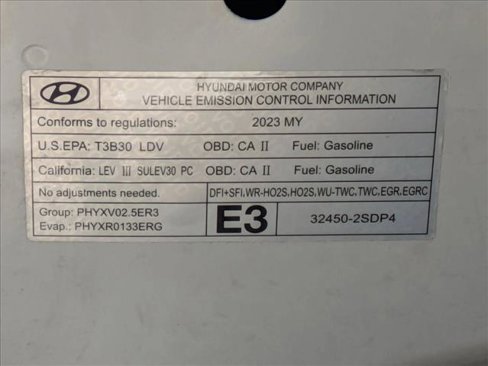 HYUNDAI MOTOR COMPANY
VEHICLE EMISSION CONTROL INFORMATION
Conforms to regulations: 2023 MY
U.S.EPA: T3B30 LDV OBD: CA II Fuel: Gasoline
California: LEV III SULEV30 PC OBD: CA II Fuel: Gasoline
No adjustments needed. DFI+SFI,WR-HO2S,HO2S,WU-TWC,TWC,EGR,EGRC
Group: PHYXV02.5ER3
Evap.: PHYXR0133ERG
E3
32450-2SDP4